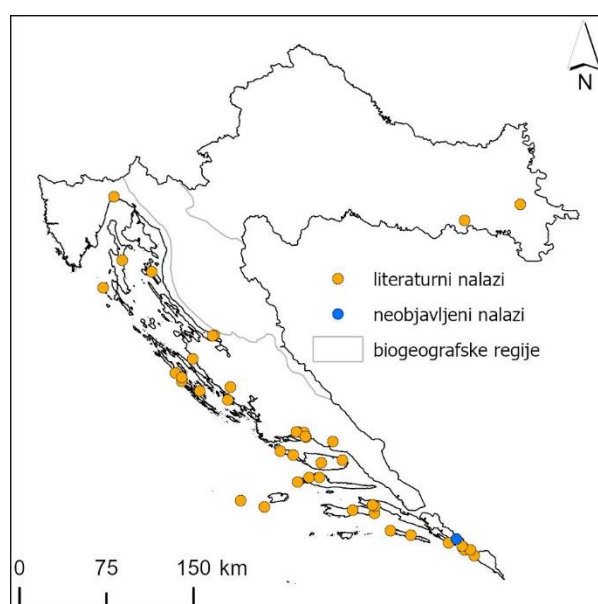 N
literaturni nalazi
neobjavljeni nalazi
biogeografske regije
0 75 150 km